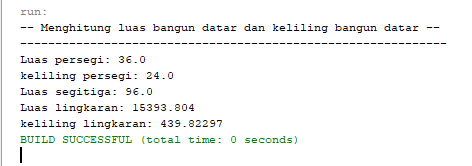 run:
-- Menghitung luas bangun datar dan keliling bangun datar --
-------------------------------------------------------------
Luas persegi: 36.0
keliling persegi: 24.0
Luas segitiga: 96.0
Luas lingkaran: 15393.804
keliling lingkaran: 439.82297
BUILD SUCCESSFUL (total time: 0 seconds)